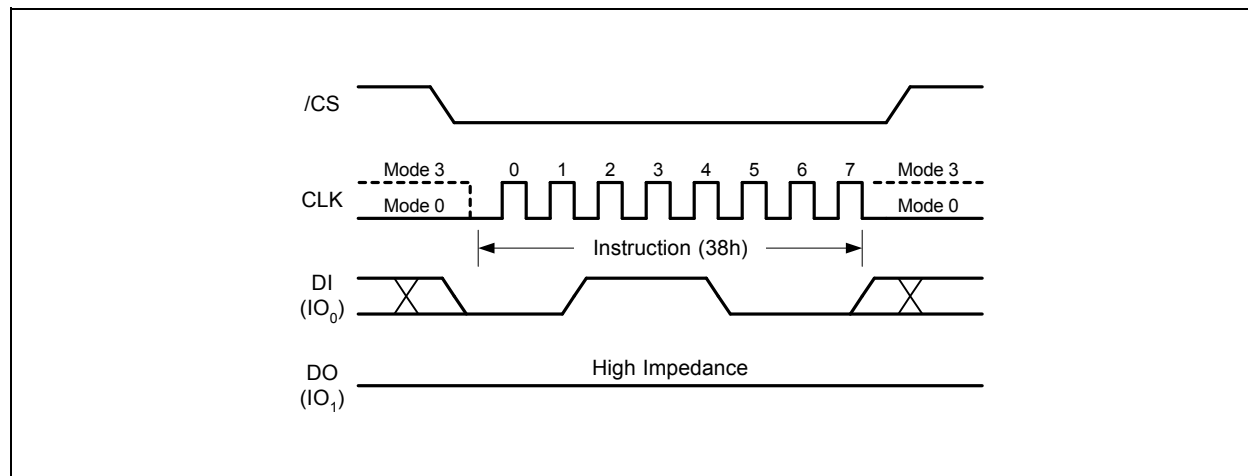 /CS
Mode 3 0 1 2 3 4 5 6 7 Mode 3
CLK
Mode 0 Mode 0
Instruction (38h)
DI
(IO0)
High Impedance
DO
(IO1)